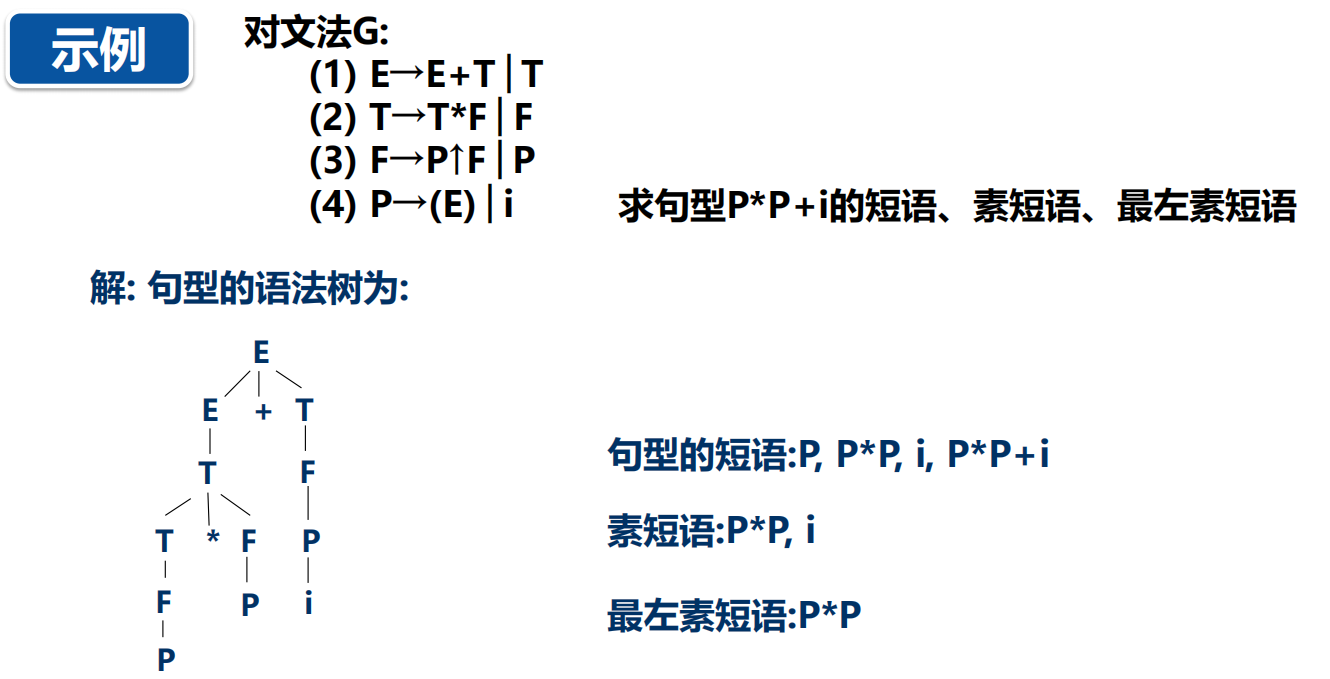 示例
对文法G:
(1) E→E+T|T
(2) T→T*F|F
(3) F→P↑F|P
(4) P→(E)|i
求句型P*P+i的短语、素短语、最左素短语
解: 句型的语法树为:
E
E + T
T F
T * F P
F P i
P
句型的短语:P, P*P, i, P*P+i
素短语:P*P, i
最左素短语:P*P